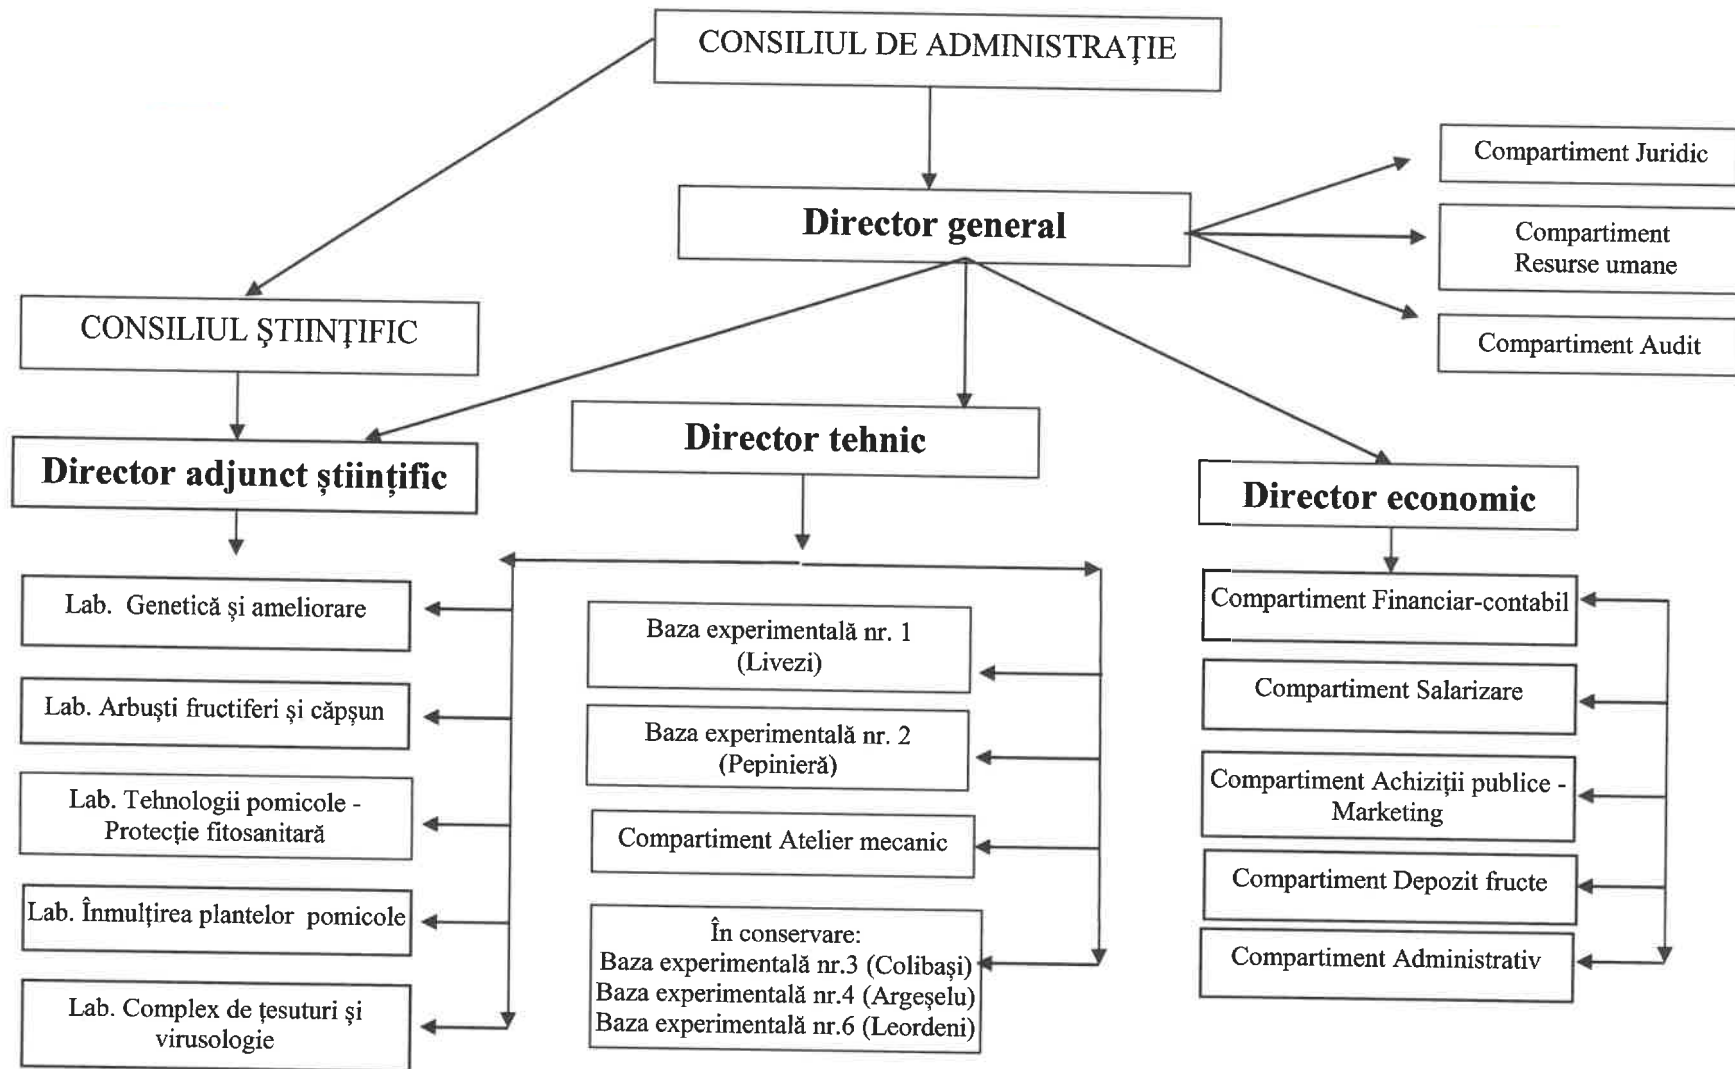 CONSILIUL DE ADMINISTRAŢIE
Compartiment Juridic
Director general
Compartiment
Resurse umane
CONSILIUL ŞTIINŢIFIC
Compartiment Audit
Director adjunct științific
Director tehnic
Director economic
Lab. Genetică și ameliorare
Lab. Arbuști fructiferi și căpșun
Lab. Tehnologii pomicole -
Protecție fitosanitară
Lab. Înmulțirea plantelor pomicole
Lab. Complex de țesuturi și
virusologie
Baza experimentală nr. 1
(Livezi)
Baza experimentală nr. 2
(Pepinieră)
Compartiment Atelier mecanic
În conservare:
Baza experimentală nr.3 (Colibași)
Baza experimentală nr.4 (Argeșelu)
Baza experimentală nr.6 (Leordeni)
Compartiment Financiar-contabil
Compartiment Salarizare
Compartiment Achiziții publice -
Marketing
Compartiment Depozit fructe
Compartiment Administrativ